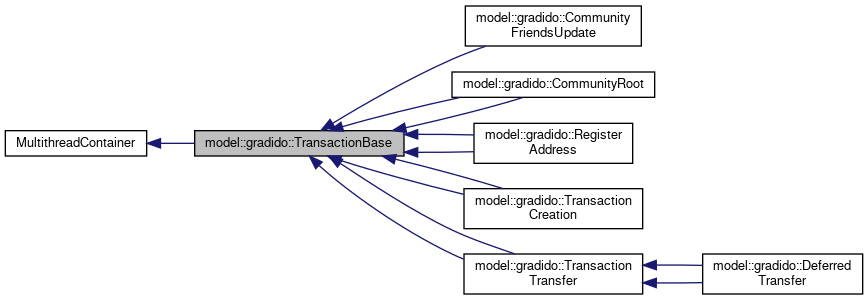 model::gradido::Community
FriendsUpdate
model::gradido::CommunityRoot
MultithreadContainer
model::gradido::TransactionBase
model::gradido::Register
Address
model::gradido::Transaction
Creation
model::gradido::Transaction
Transfer
model::gradido::Deferred
Transfer